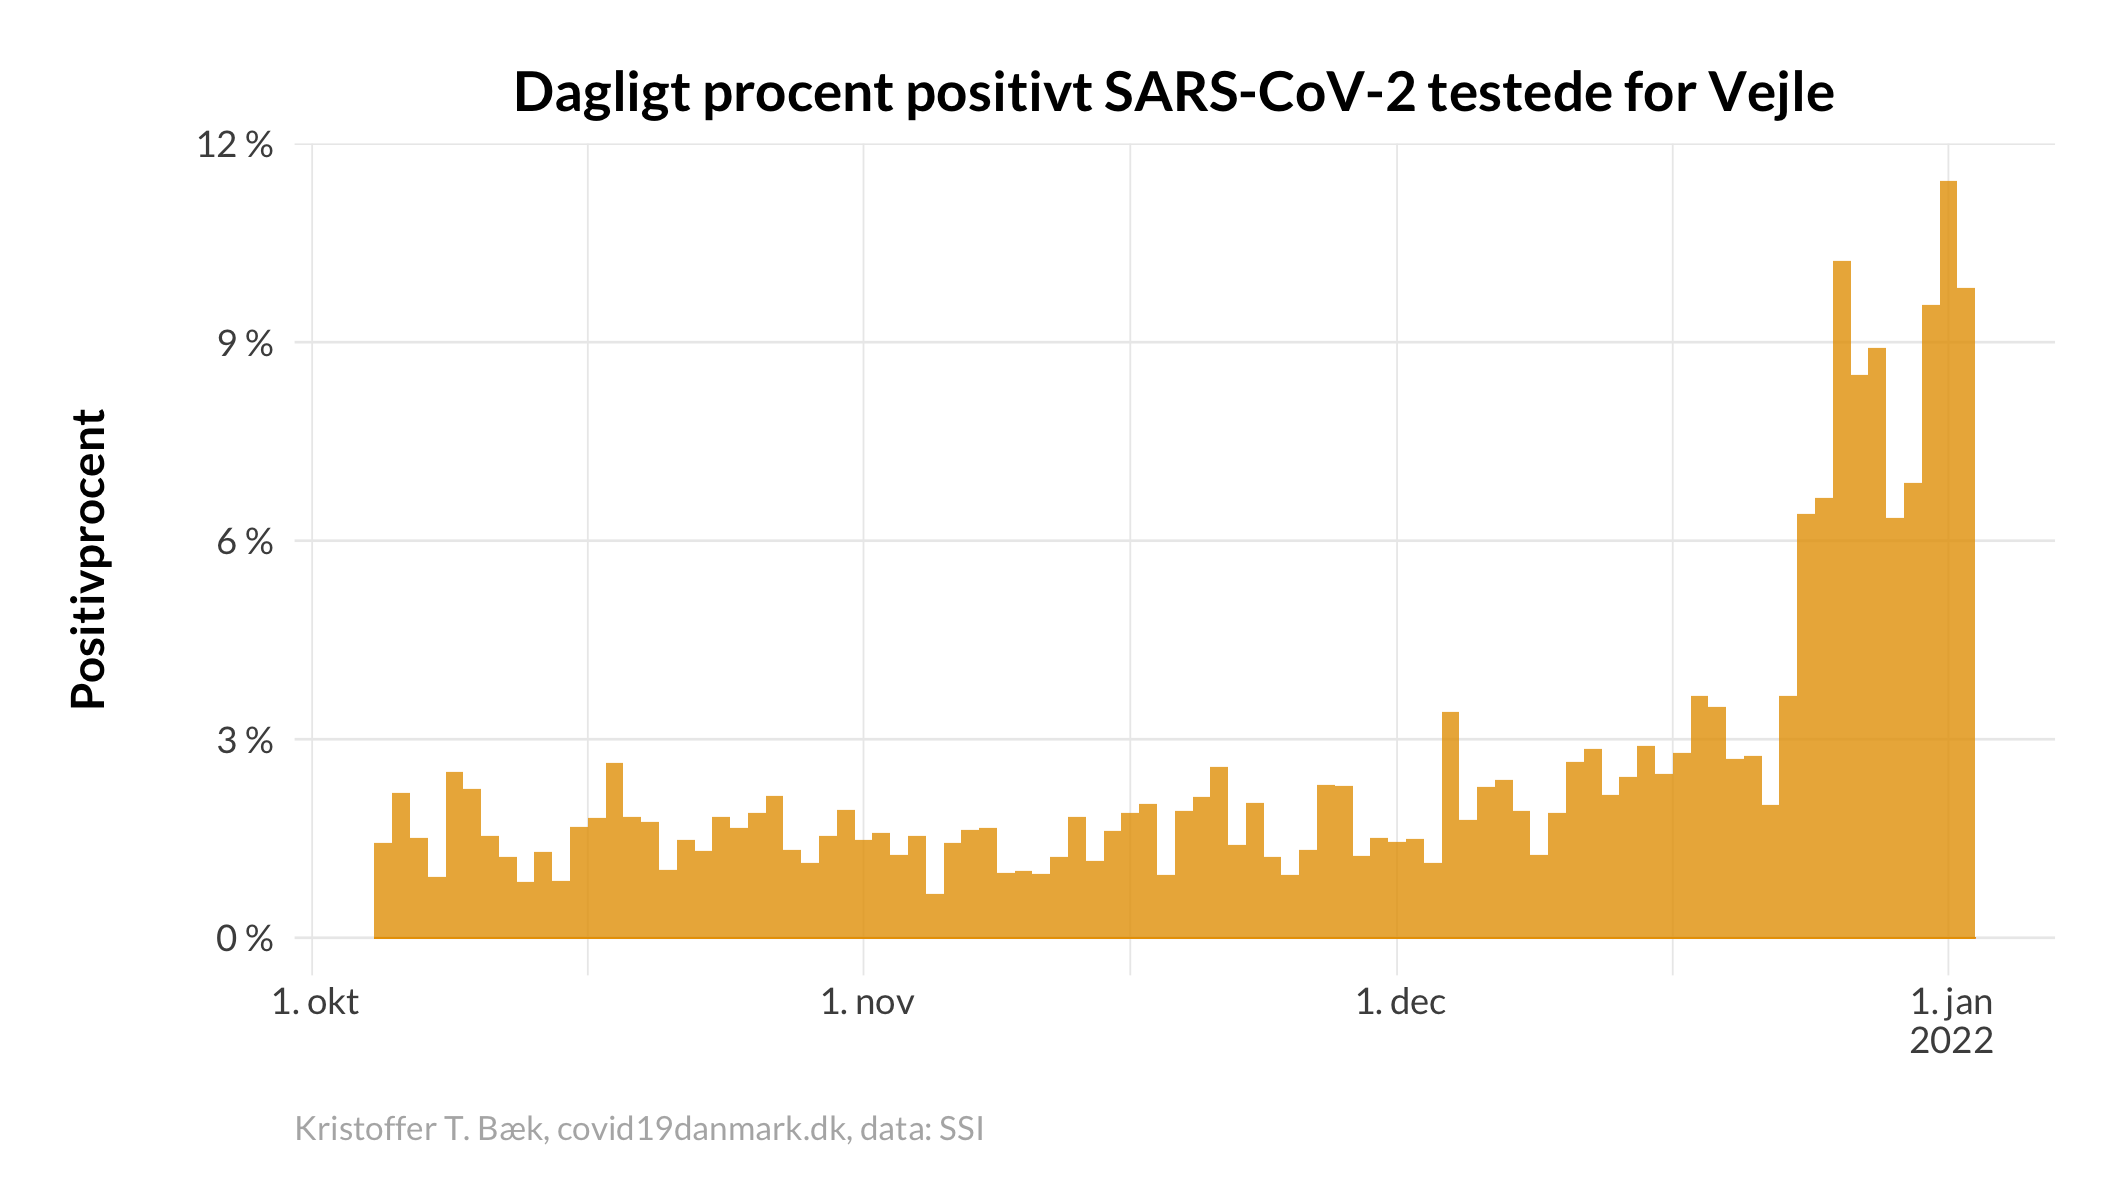 Dagligt procent positivt SARS-CoV-2 testede for Vejle
Positivprocent
12 %
9 %
6 %
3 %
0 %
1. okt
1. nov
1. dec
1. jan
2022
Kristoffer T. Bæk, covid19danmark.dk, data: SSI